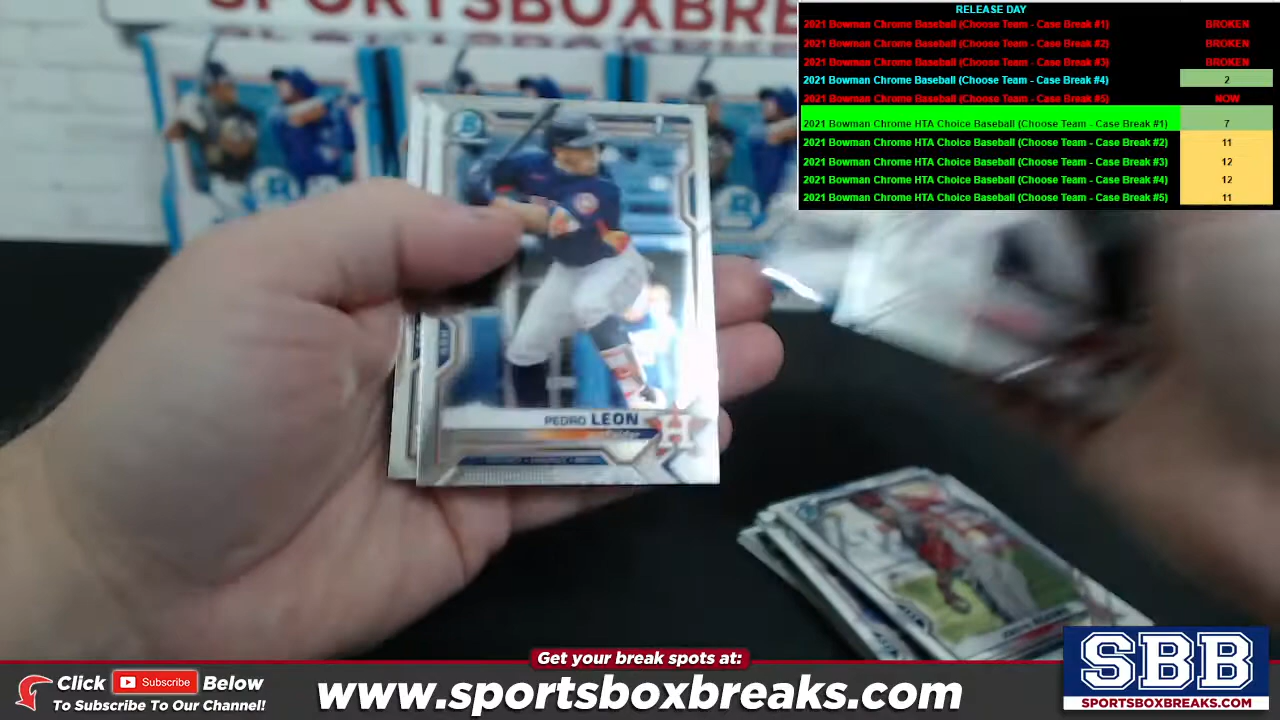 SPORTSBOXBREAKS
RELEASE DAY
2021 Bowman Chrome Baseball (Choose Team - Case Break #1) BROKEN
2021 Bowman Chrome Baseball (Choose Team - Case Break #2) BROKEN
2021 Bowman Chrome Baseball (Choose Team - Case Break #3) BROKEN
2021 Bowman Chrome Baseball (Choose Team - Case Break #4) 2
2021 Bowman Chrome Baseball (Choose Team - Case Break #5) NOW
2021 Bowman Chrome HTA Choice Baseball (Choose Team - Case Break #1) 7
2021 Bowman Chrome HTA Choice Baseball (Choose Team - Case Break #2) 11
2021 Bowman Chrome HTA Choice Baseball (Choose Team - Case Break #3) 12
2021 Bowman Chrome HTA Choice Baseball (Choose Team - Case Break #4) 12
2021 Bowman Chrome HTA Choice Baseball (Choose Team - Case Break #5) 11
PEDRO LEON
H
Get your break spots at:
Click Subscribe Below
To Subscribe To Our Channel!
www.sportsboxbreaks.com
SBB
SPORTSBOXBREAKS.COM